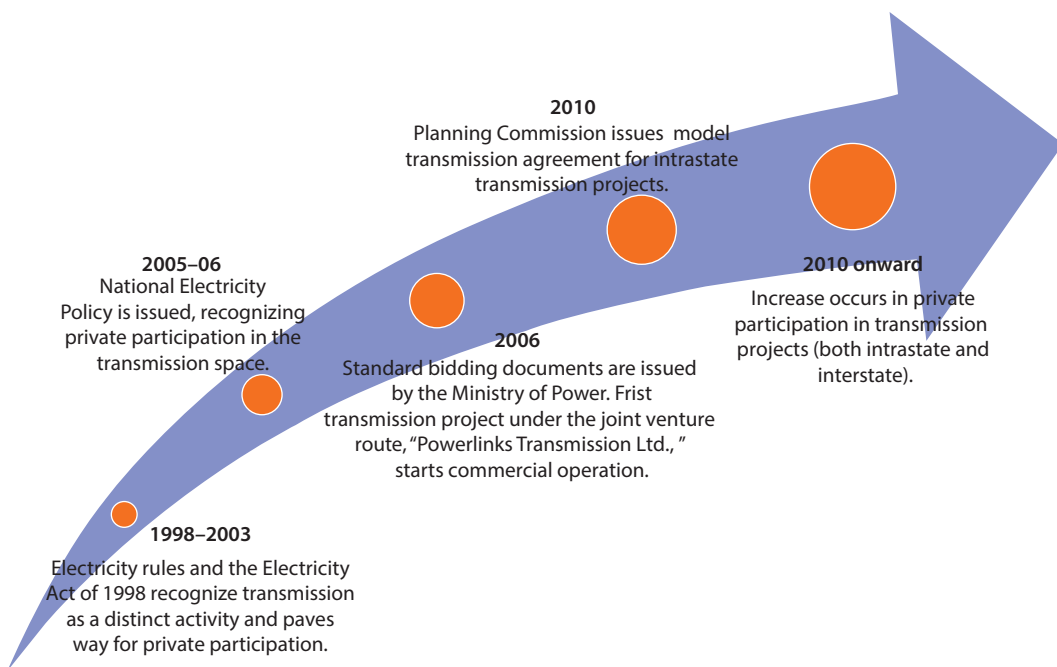 2010
Planning Commission issues model
transmission agreement for intrastate
transmission projects.
2005–06
National Electricity
Policy is issued, recognizing
private participation in the
transmission space.
2010 onward
Increase occurs in private
participation in transmission
projects (both intrastate and
interstate).
2006
Standard bidding documents are issued
by the Ministry of Power. Frist
transmission project under the joint venture
route, “Powerlinks Transmission Ltd., ”
starts commercial operation.
1998–2003
Electricity rules and the Electricity
Act of 1998 recognize transmission
as a distinct activity and paves
way for private participation.